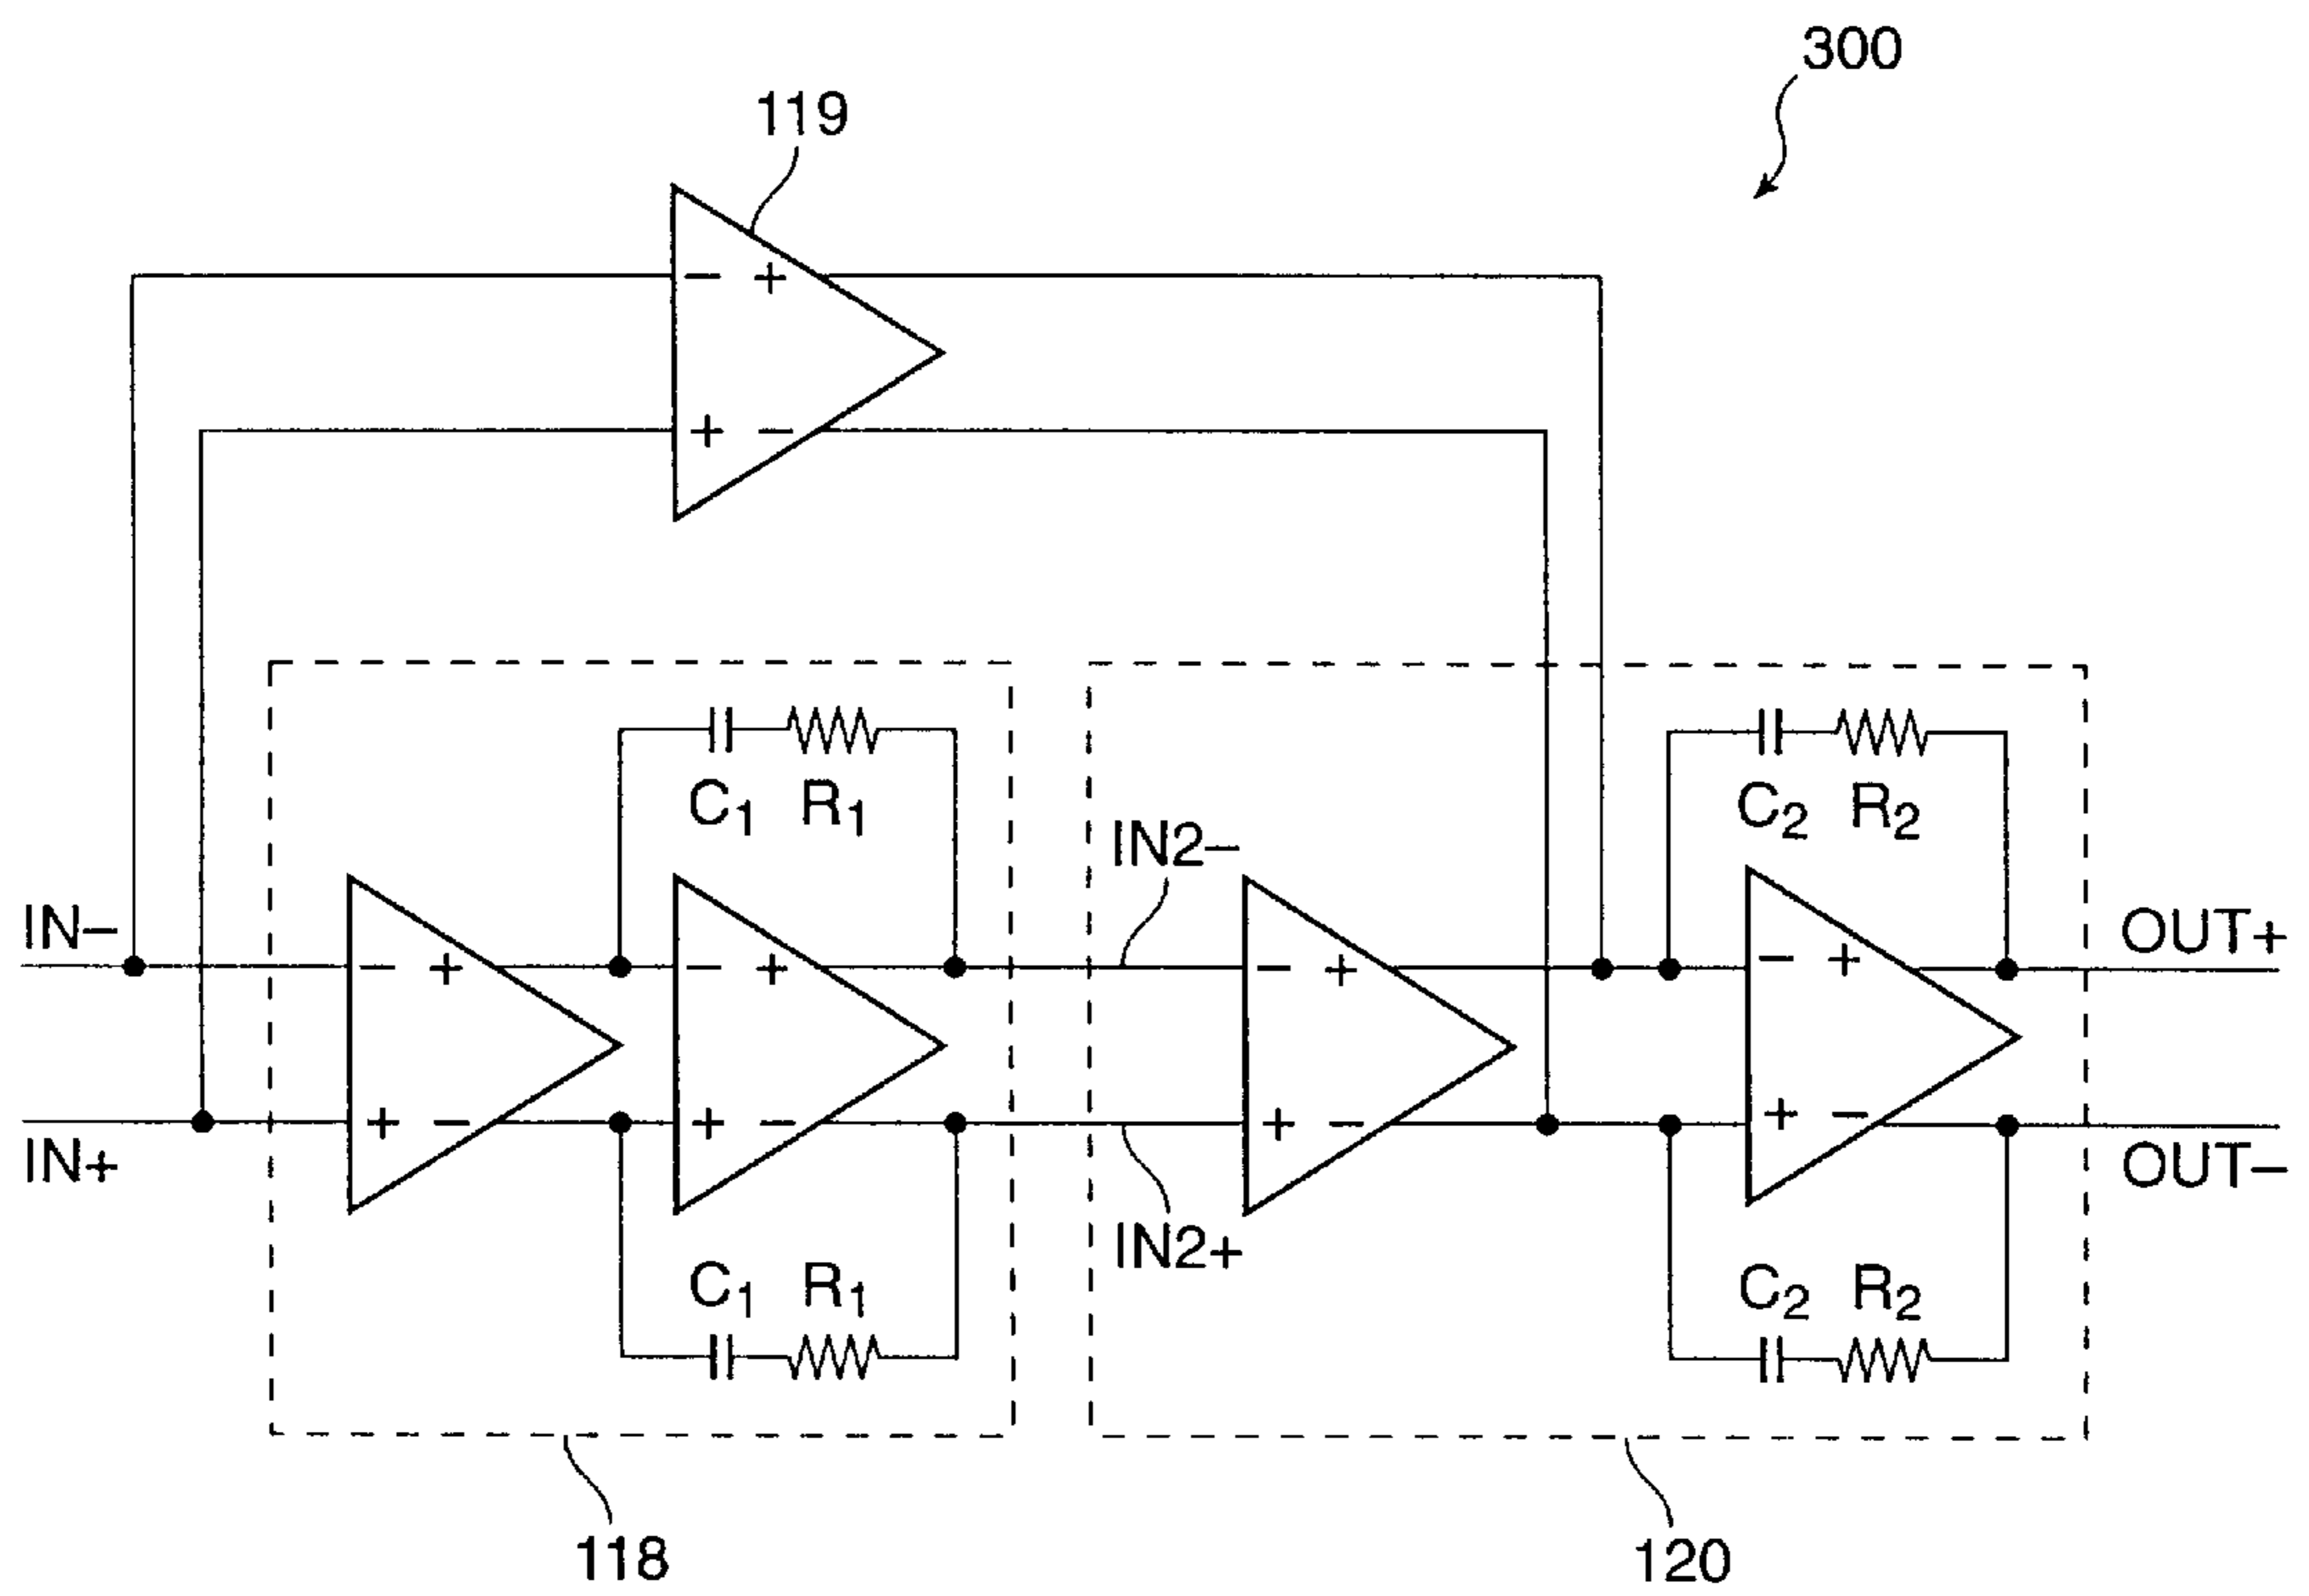 300
119
− +
+ −
C1 R1
C2 R2
IN2−
IN−
− + − + − + − +
OUT+
+ − + − + − + −
IN+
OUT−
IN2+
C1 R1
C2 R2
118
120